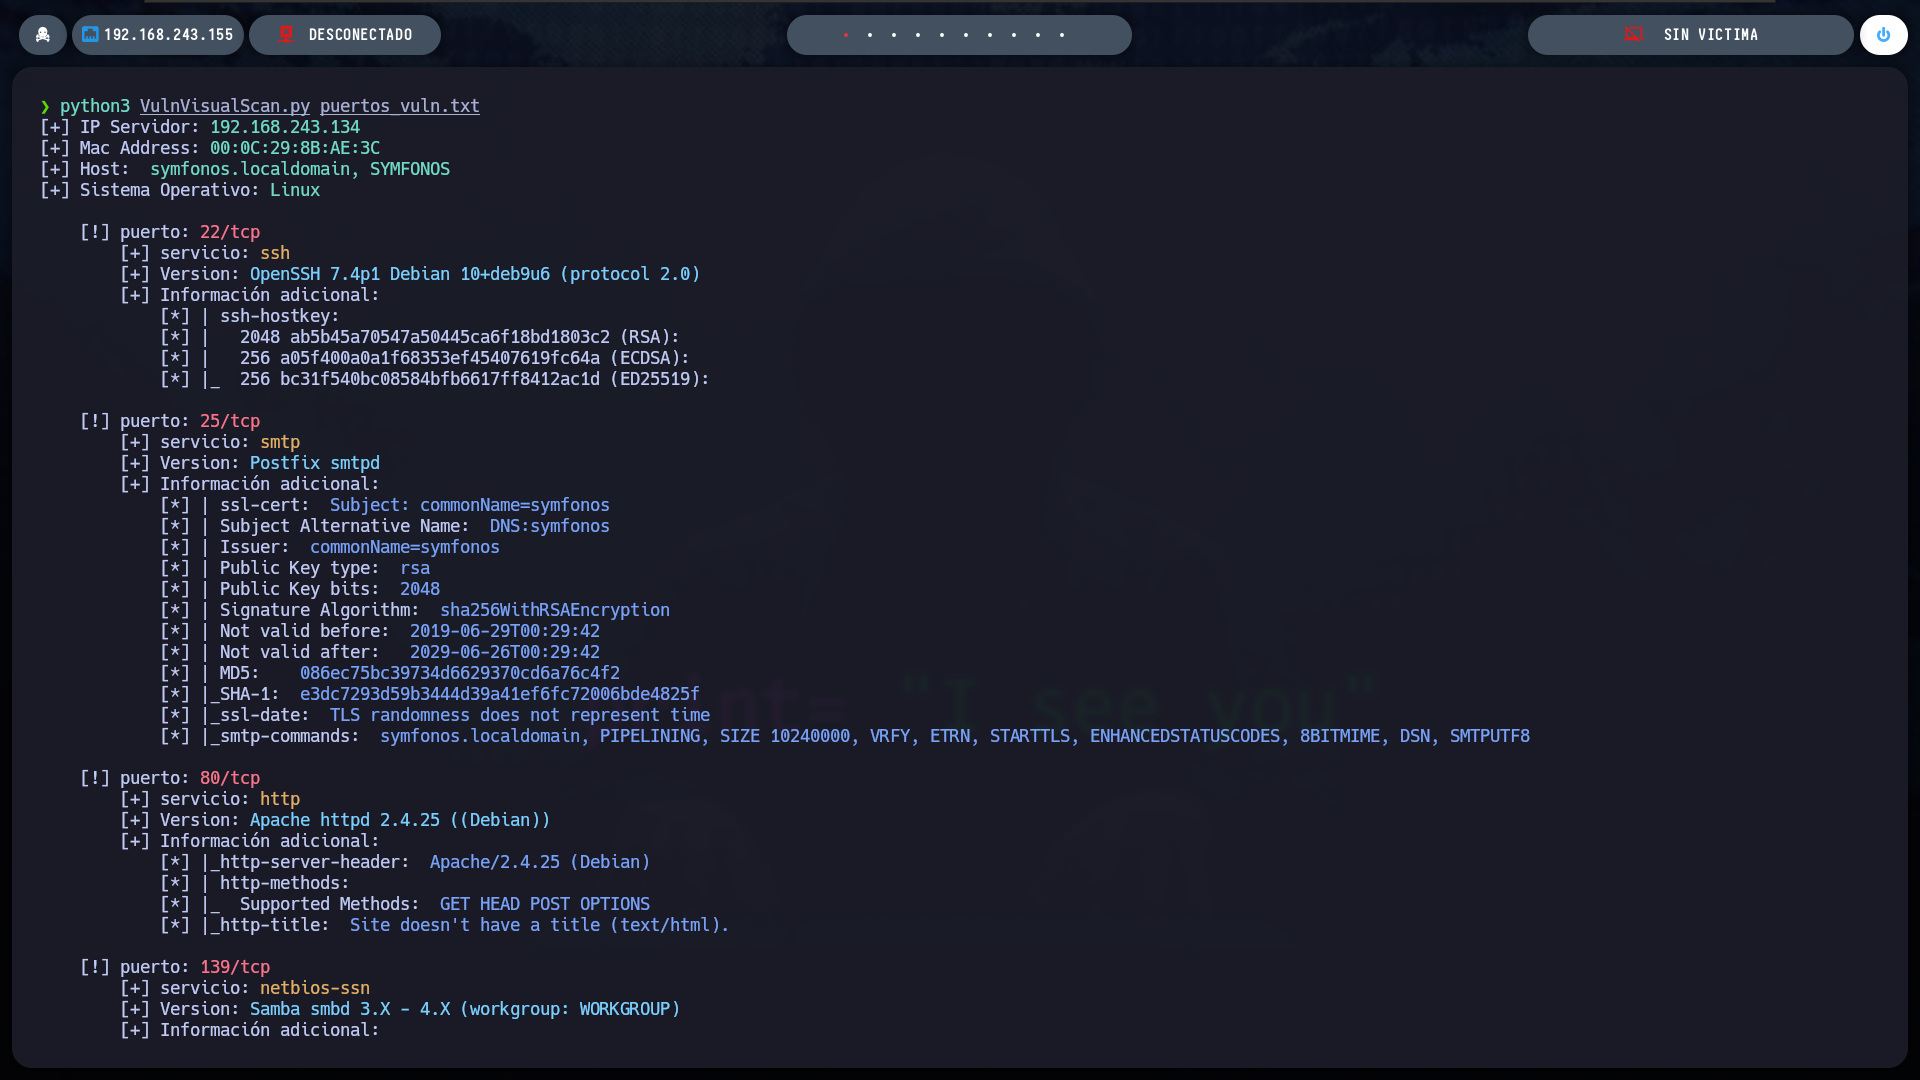 192.168.243.155 DESCONECTADO SIN VICTIMA
❯ python3 VulnVisualScan.py puertos_vuln.txt
[+] IP Servidor: 192.168.243.134
[+] Mac Address: 00:0C:29:8B:AE:3C
[+] Host:  symfonos.localdomain, SYMFONOS
[+] Sistema Operativo: Linux
[!] puerto: 22/tcp
[+] servicio: ssh
[+] Version: OpenSSH 7.4p1 Debian 10+deb9u6 (protocol 2.0)
[+] Información adicional:
[*] | ssh-hostkey:
[*] |   2048 ab5b45a70547a50445ca6f18bd1803c2 (RSA):
[*] |   256 a05f400a0a1f68353ef45407619fc64a (ECDSA):
[*] |_  256 bc31f540bc08584bfb6617ff8412ac1d (ED25519):
[!] puerto: 25/tcp
[+] servicio: smtp
[+] Version: Postfix smtpd
[+] Información adicional:
[*] | ssl-cert:  Subject: commonName=symfonos
[*] | Subject Alternative Name:  DNS:symfonos
[*] | Issuer:  commonName=symfonos
[*] | Public Key type:  rsa
[*] | Public Key bits:  2048
[*] | Signature Algorithm:  sha256WithRSAEncryption
[*] | Not valid before:  2019-06-29T00:29:42
[*] | Not valid after:   2029-06-26T00:29:42
[*] | MD5:    086ec75bc39734d6629370cd6a76c4f2
[*] |_SHA-1:  e3dc7293d59b3444d39a41ef6fc72006bde4825f
[*] |_ssl-date:  TLS randomness does not represent time
[*] |_smtp-commands:  symfonos.localdomain, PIPELINING, SIZE 10240000, VRFY, ETRN, STARTTLS, ENHANCEDSTATUSCODES, 8BITMIME, DSN, SMTPUTF8
[!] puerto: 80/tcp
[+] servicio: http
[+] Version: Apache httpd 2.4.25 ((Debian))
[+] Información adicional:
[*] |_http-server-header:  Apache/2.4.25 (Debian)
[*] | http-methods:
[*] |_  Supported Methods:  GET HEAD POST OPTIONS
[*] |_http-title:  Site doesn't have a title (text/html).
[!] puerto: 139/tcp
[+] servicio: netbios-ssn
[+] Version: Samba smbd 3.X - 4.X (workgroup: WORKGROUP)
[+] Información adicional:
int= "I see you"